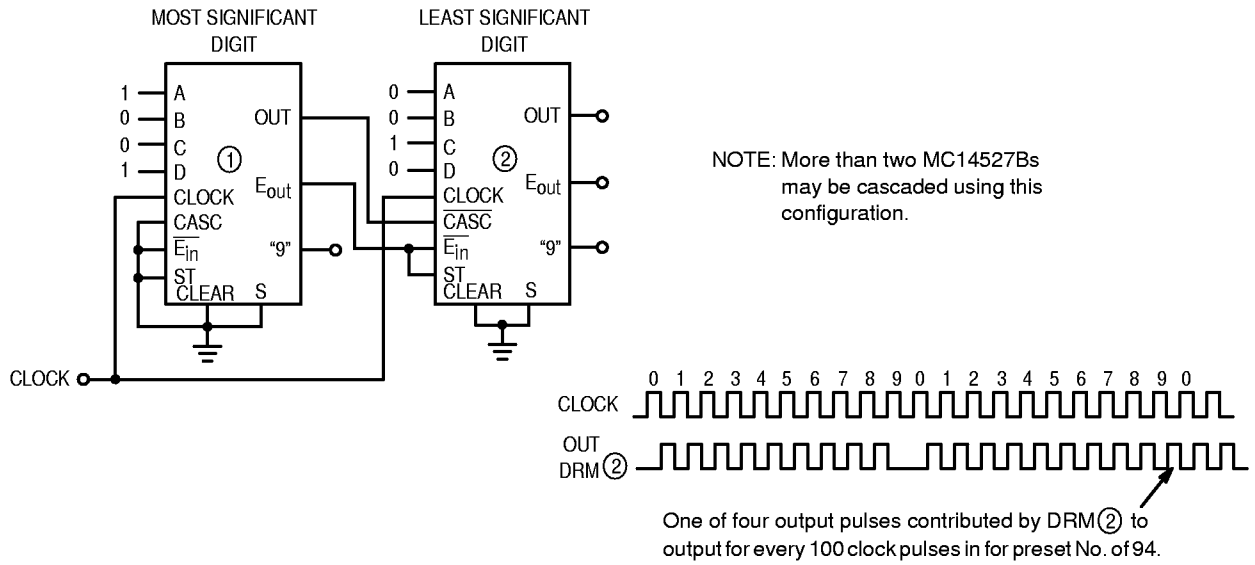 MOST SIGNIFICANT
DIGIT
LEAST SIGNIFICANT
DIGIT
1 A
0 B
0 C
1 D
CLOCK
CASC
E̅i̅n̅
ST
CLEAR S
OUT
Eout
“9”
①
0 A
0 B
1 C
0 D
CLOCK
C̅A̅S̅C̅
E̅i̅n̅
ST
CLEAR S
OUT
Eout
“9”
②
NOTE: More than two MC14527Bs
may be cascaded using this
configuration.
CLOCK
0 1 2 3 4 5 6 7 8 9 0 1 2 3 4 5 6 7 8 9 0
CLOCK
OUT
DRM ②
One of four output pulses contributed by DRM ② to
output for every 100 clock pulses in for preset No. of 94.